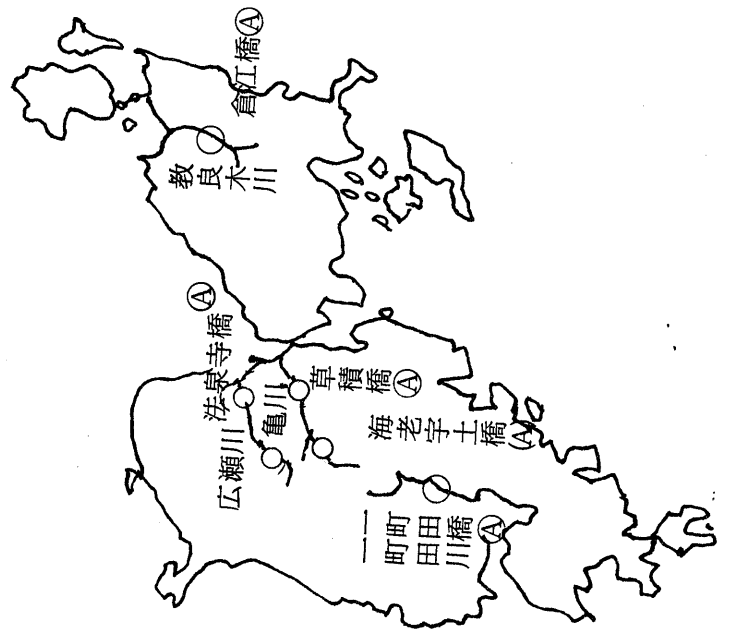 倉江橋Ⓐ
教良木川
法泉寺橋Ⓐ
広瀬川
亀川
草積橋Ⓐ
海老宇土橋Ⓐ
一町田橋Ⓐ
一町田川